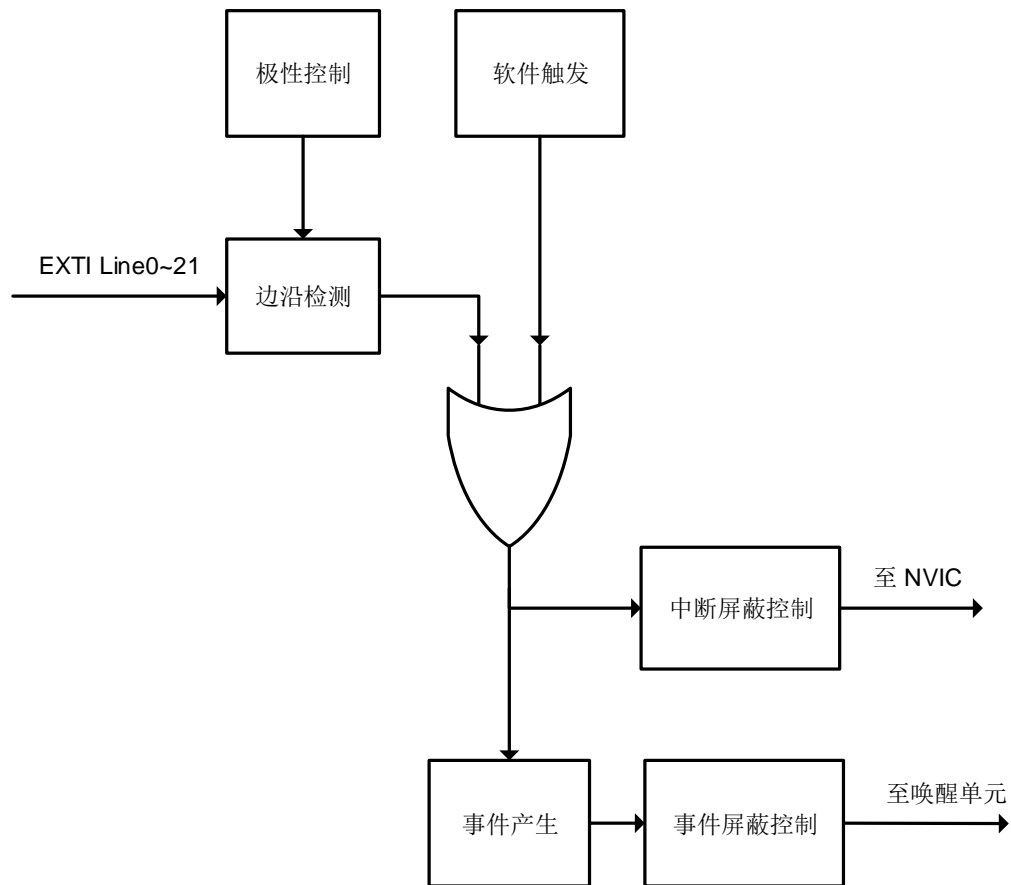 极性控制
软件触发
EXTI Line0~21
边沿检测
中断屏蔽控制
至 NVIC
事件产生
事件屏蔽控制
至唤醒单元